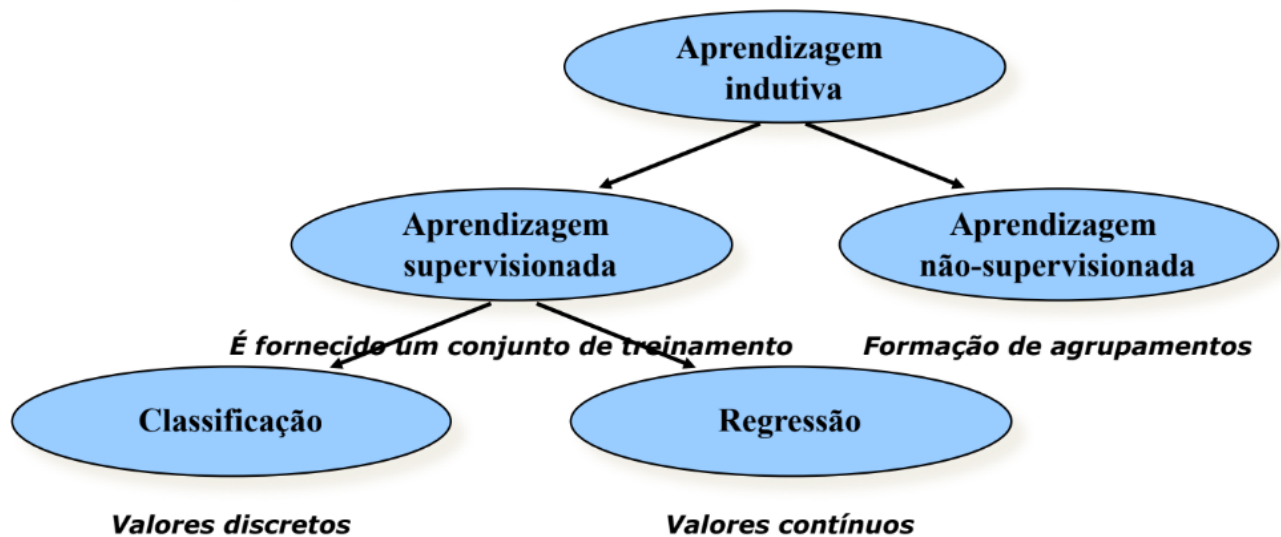 Aprendizagem
indutiva
Aprendizagem
supervisionada
Aprendizagem
não-supervisionada
É fornecido um conjunto de treinamento
Formação de agrupamentos
Classificação
Regressão
Valores discretos
Valores contínuos